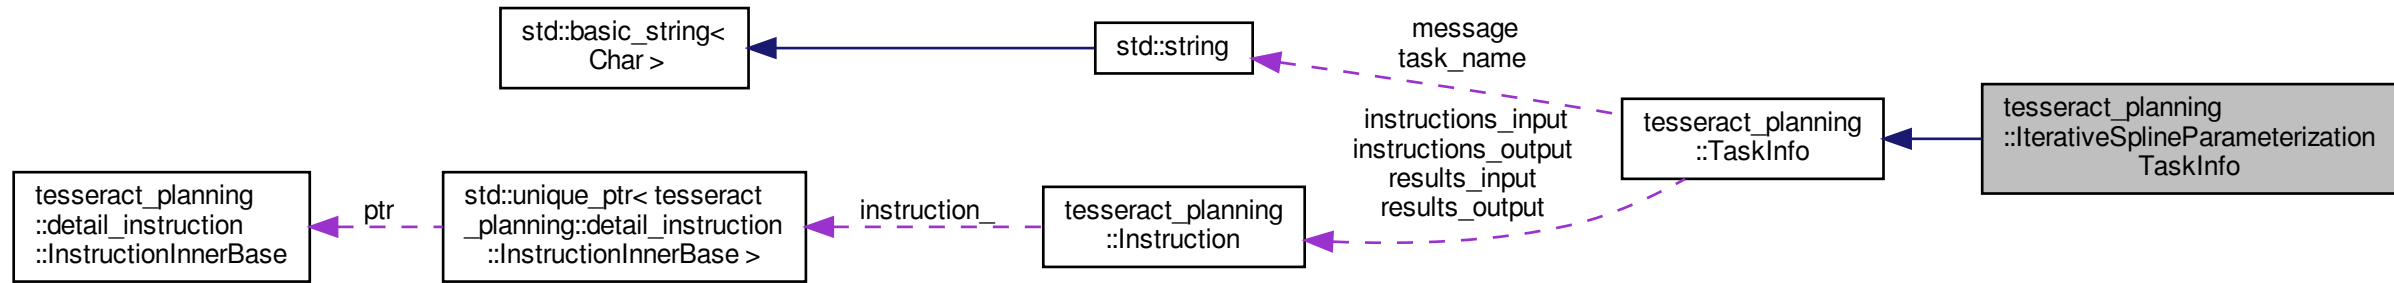 std::basic_string<
Char >
std::string
message
task_name
tesseract_planning
::IterativeSplineParameterization
TaskInfo
tesseract_planning
::TaskInfo
instructions_input
instructions_output
results_input
results_output
tesseract_planning
::detail_instruction
::InstructionInnerBase
ptr
std::unique_ptr< tesseract
_planning::detail_instruction
::InstructionInnerBase >
instruction_
tesseract_planning
::Instruction